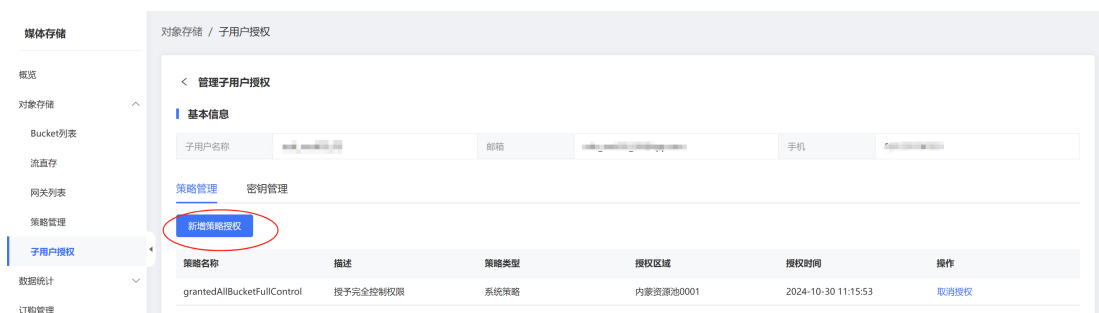 媒体存储
对象存储 / 子用户授权
概览
对象存储
Bucket列表
流直存
网关列表
策略管理
子用户授权
数据统计
订购管理
< 管理子用户授权
基本信息
子用户名称 邮箱 手机
策略管理 密钥管理
新增策略授权
策略名称 描述 策略类型 授权区域 授权时间 操作
grantedAllBucketFullControl 授予完全控制权限 系统策略 内蒙资源池0001 2024-10-30 11:15:53 取消授权